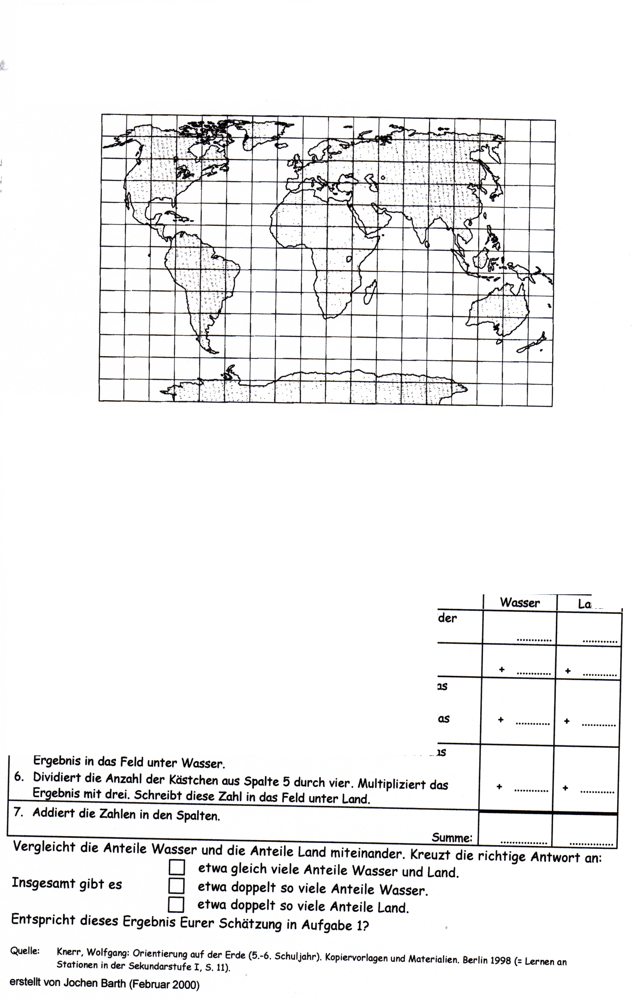 Wasser
der
............ ............
+ ............ + ............
as
as
+ ............ + ............
Ergebnis in das Feld unter Wasser.
6. Dividiert die Anzahl der Kästchen aus Spalte 5 durch vier. Multipliziert das
Ergebnis mit drei. Schreibt diese Zahl in das Feld unter Land.
+ ............ + ............
7. Addiert die Zahlen in den Spalten.
Summe: ................ ...............
Vergleicht die Anteile Wasser und die Anteile Land miteinander. Kreuzt die richtige Antwort an:
etwa gleich viele Anteile Wasser und Land.
Insgesamt gibt es
etwa doppelt so viele Anteile Wasser.
etwa doppelt so viele Anteile Land.
Entspricht dieses Ergebnis Eurer Schätzung in Aufgabe 1?
Quelle: Knerr, Wolfgang: Orientierung auf der Erde (5.-6. Schuljahr). Kopiervorlagen und Materialien. Berlin 1998 (= Lernen an
Stationen in der Sekundarstufe I, S. 11).
erstellt von Jochen Barth (Februar 2000)